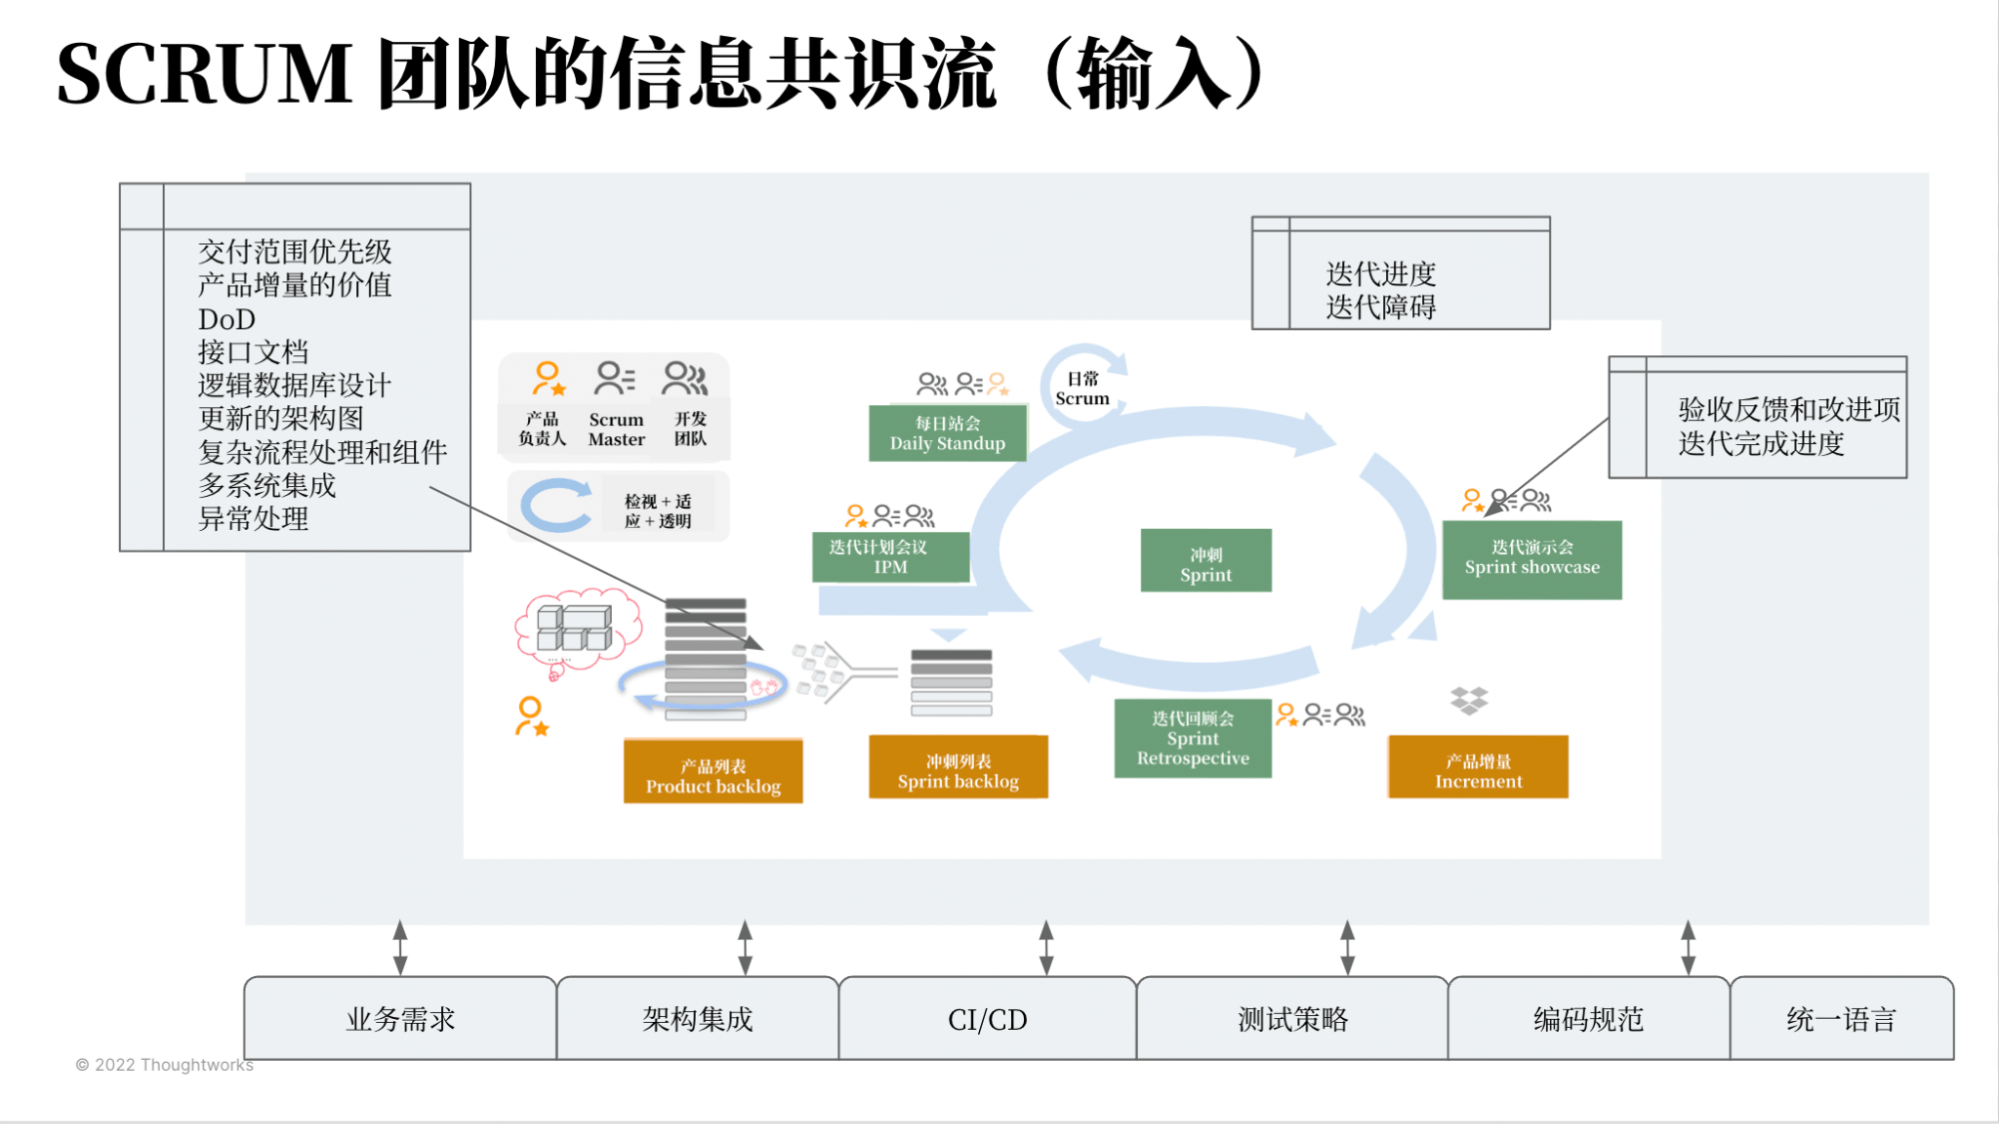 SCRUM 团队的信息共识流（输入）
交付范围优先级
产品增量的价值
DoD
接口文档
逻辑数据库设计
更新的架构图
复杂流程处理和组件
多系统集成
异常处理
迭代进度
迭代障碍
验收反馈和改进项
迭代完成进度
产品
负责人
Scrum
Master
开发
团队
检视 + 适
应 + 透明
日常
Scrum
每日站会
Daily Standup
迭代计划会议
IPM
冲刺
Sprint
迭代演示会
Sprint showcase
... ...
产品列表
Product backlog
冲刺列表
Sprint backlog
迭代回顾会
Sprint
Retrospective
产品增量
Increment
业务需求
架构集成
CI/CD
测试策略
编码规范
统一语言
© 2022 Thoughtworks